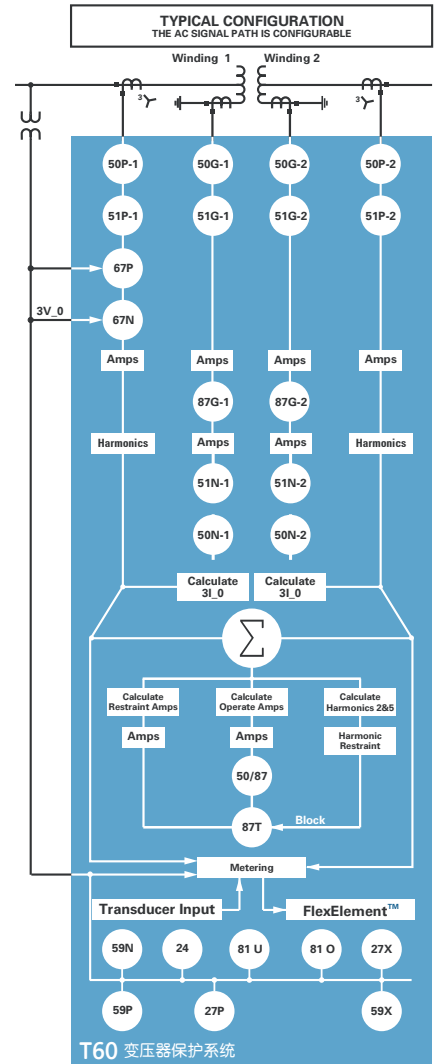 TYPICAL CONFIGURATION
THE AC SIGNAL PATH IS CONFIGURABLE
Winding 1 Winding 2
3 3
50P-1 50G-1 50G-2 50P-2
51P-1 51G-1 51G-2 51P-2
67P
3V_0
67N
Amps Amps Amps Amps
87G-1 87G-2
Harmonics Amps Amps Harmonics
51N-1 51N-2
50N-1 50N-2
Calculate
3I_0
Calculate
3I_0
∑
Calculate
Restraint Amps
Calculate
Operate Amps
Calculate
Harmonics 2&5
Amps Amps
Harmonic
Restraint
50/87
87T
Block
Metering
Transducer Input FlexElement™
59N 24 81 U 81 O 27X
59P 27P 59X
T60 变压器保护系统